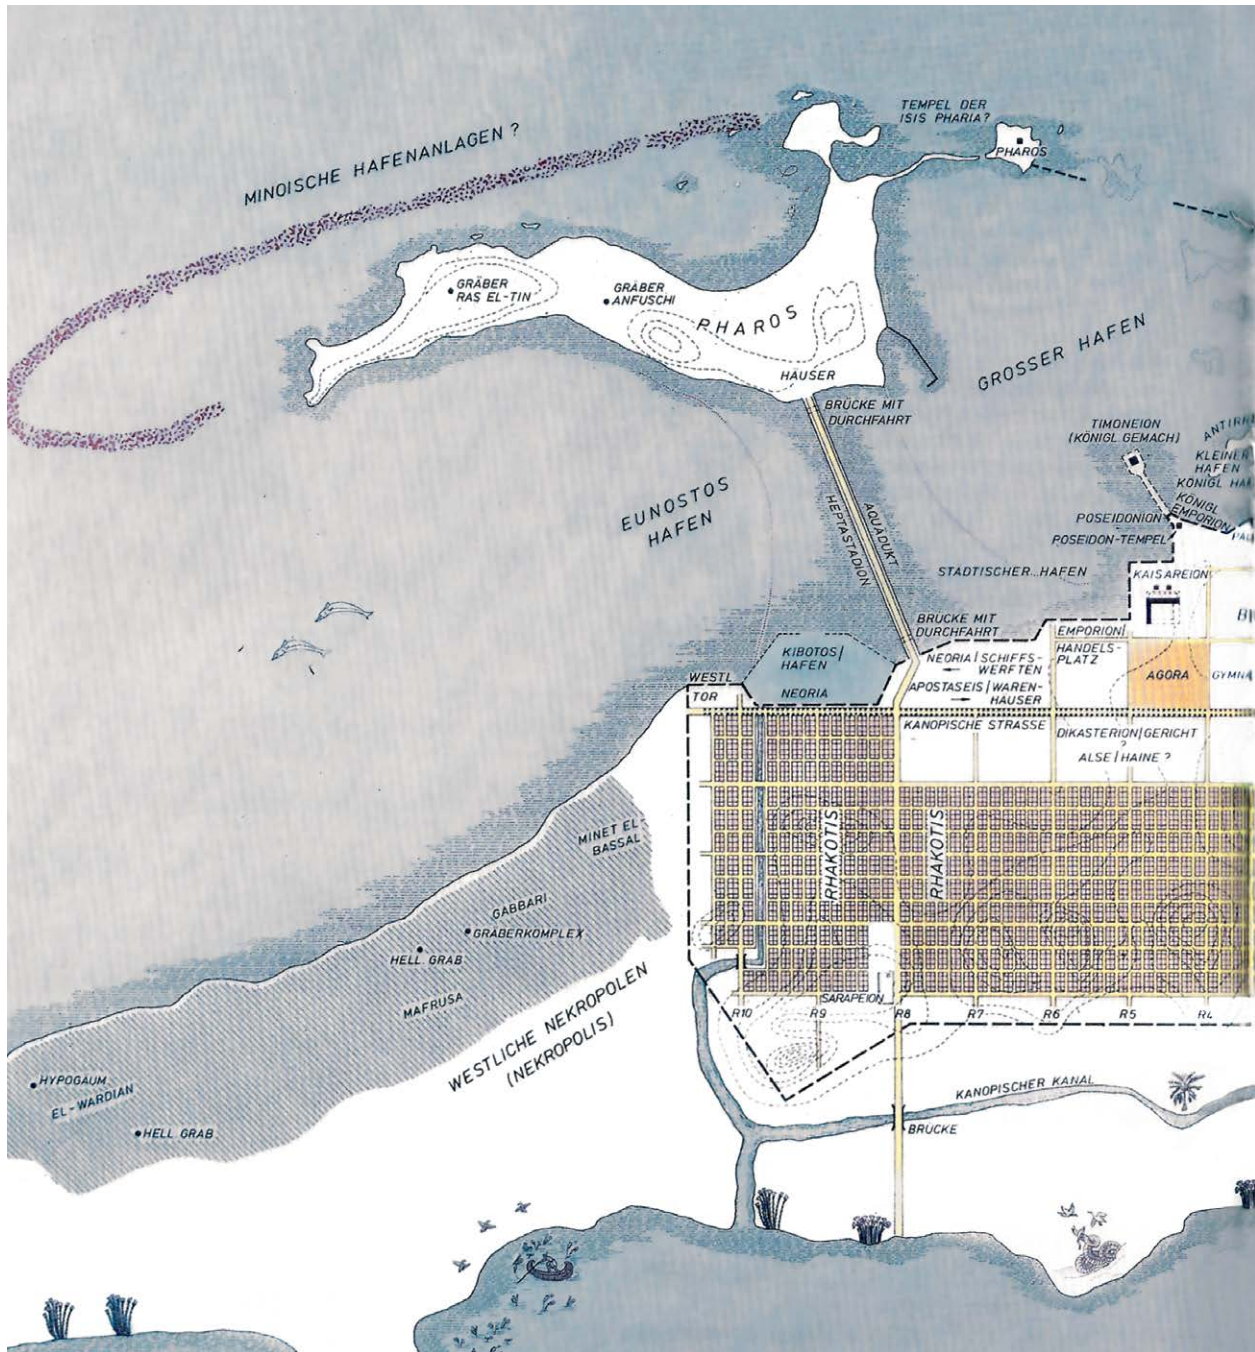 TEMPEL DER
ISIS PHARIA?
PHAROS
MINOISCHE HAFENANLAGEN ?
GRÄBER
RAS EL-TIN
GRÄBER
ANFUSCHI
PHAROS
HÄUSER
GROSSER HAFEN
BRÜCKE MIT
DURCHFAHRT
TIMONEION
(KÖNIGL. GEMACH)
KLEINER
HAFEN
KÖNIGL
KÖNIGL
EMPORION
POSEIDONION
POSEIDON-TEMPEL
EUNOSTOS
HAFEN
HEPTASTADION
AQUÄDUKT
STÄDTISCHER...HAFEN
KAISAREION
BRÜCKE MIT
DURCHFAHRT
EMPORION/
HANDELS-
PLATZ
KIBOTOS/
HAFEN
NEORIA
NEORIA/SCHIFFS-
WERFTEN
APOSTASEIS/WAREN-
HÄUSER
AGORA
GYMNA
WESTL
TOR
KANOPISCHE STRASSE
DIKASTERION/GERICHT
?
ALSE/HAINE ?
RHAKOTIS
RHAKOTIS
MINET EL-
BASSAL
GABBARI
GRÄBERKOMPLEX
HELL. GRAB
MAFRUSA
WESTLICHE NEKROPOLEN
(NEKROPOLIS)
SARAPEION
R10
R9
R8
R7
R6
R5
R4
HYPOGÄUM
EL-WARDIAN
HELL GRAB
KANOPISCHER KANAL
BRÜCKE